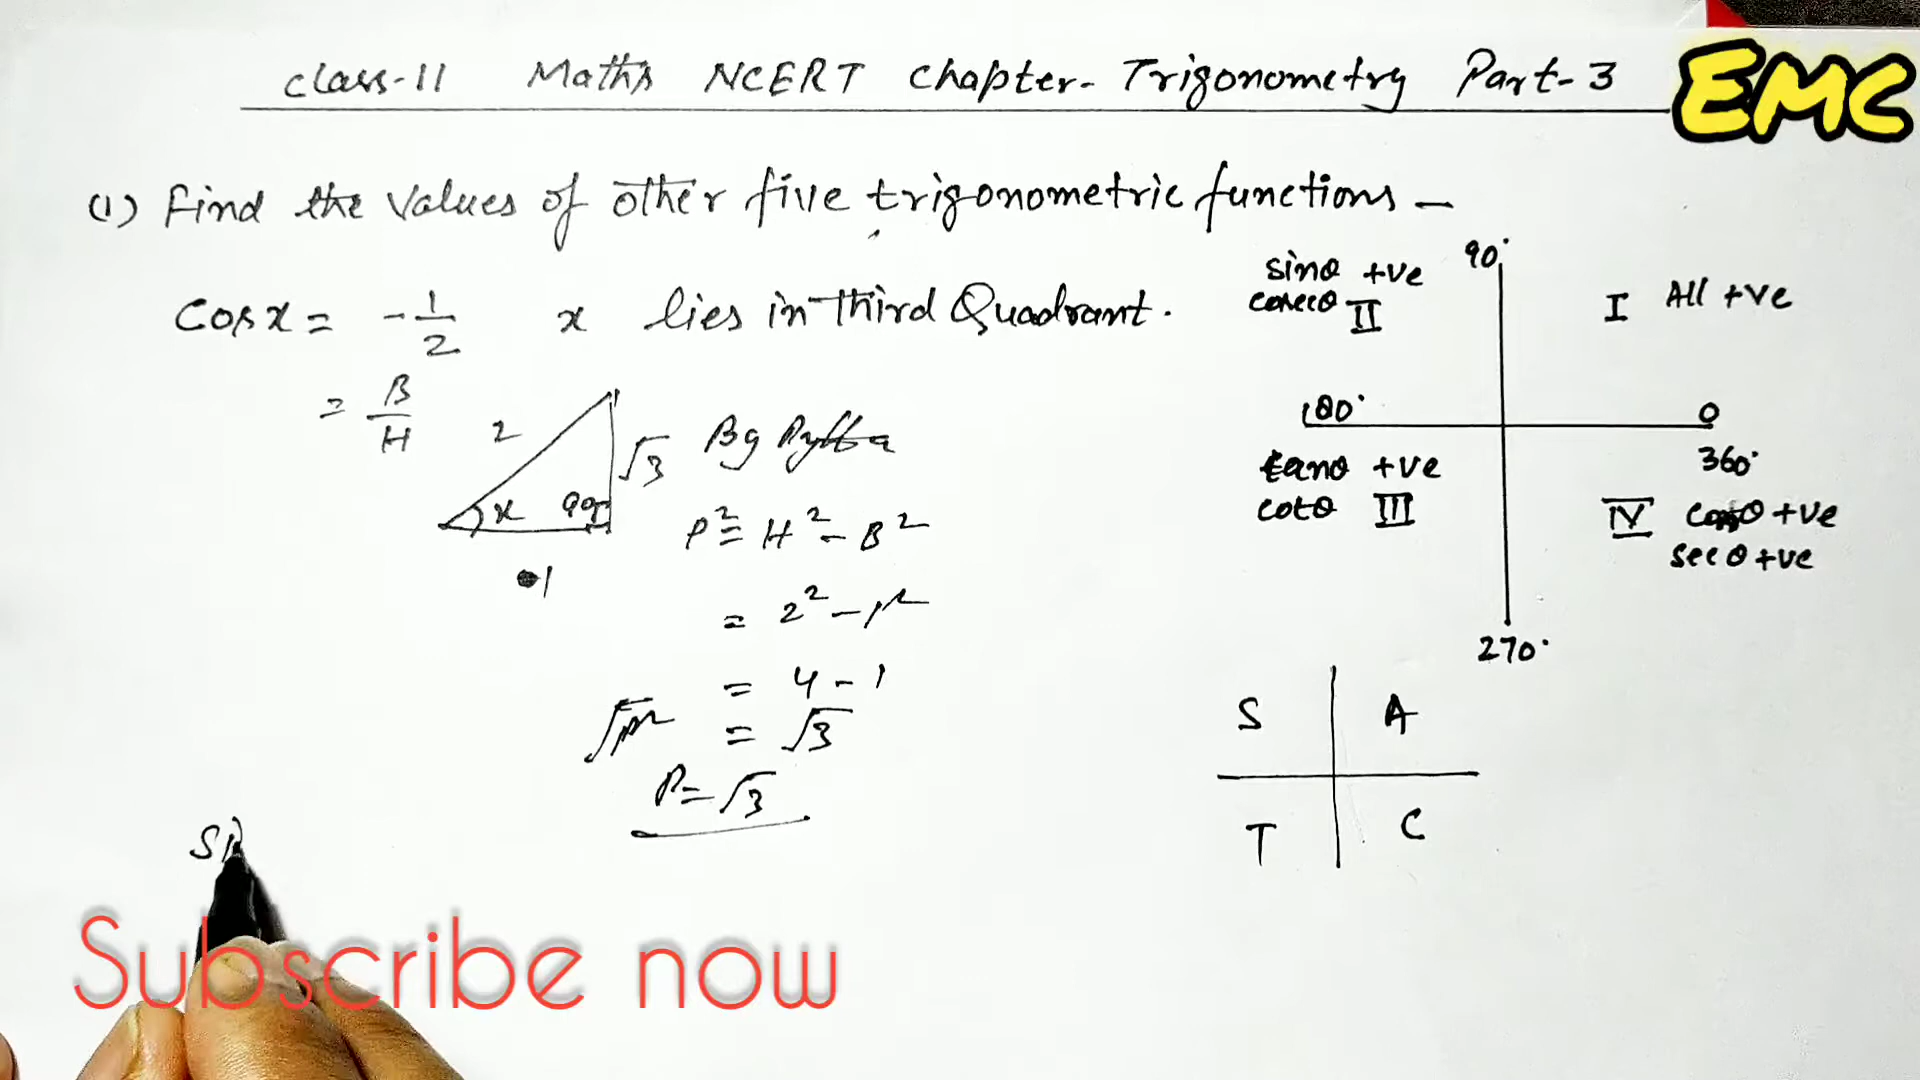 Class-11 Maths NCERT Chapter- Trigonometry Part-3
EMC
(1) Find the values of other five trigonometric functions –
Cos x = -1/2 x lies in third Quadrant.
= B/H
2
√3
x 90°
1
By Pytha
P² = H² - B²
= 2² - 1²
= 4 - 1
√P² = √3
P = √3
Si
90°
sinθ +ve
cosecθ II
I All +ve
180°
0
360°
tanθ +ve
cotθ III
IV cosθ +ve
secθ +ve
270°
S A
T C
Subscribe now